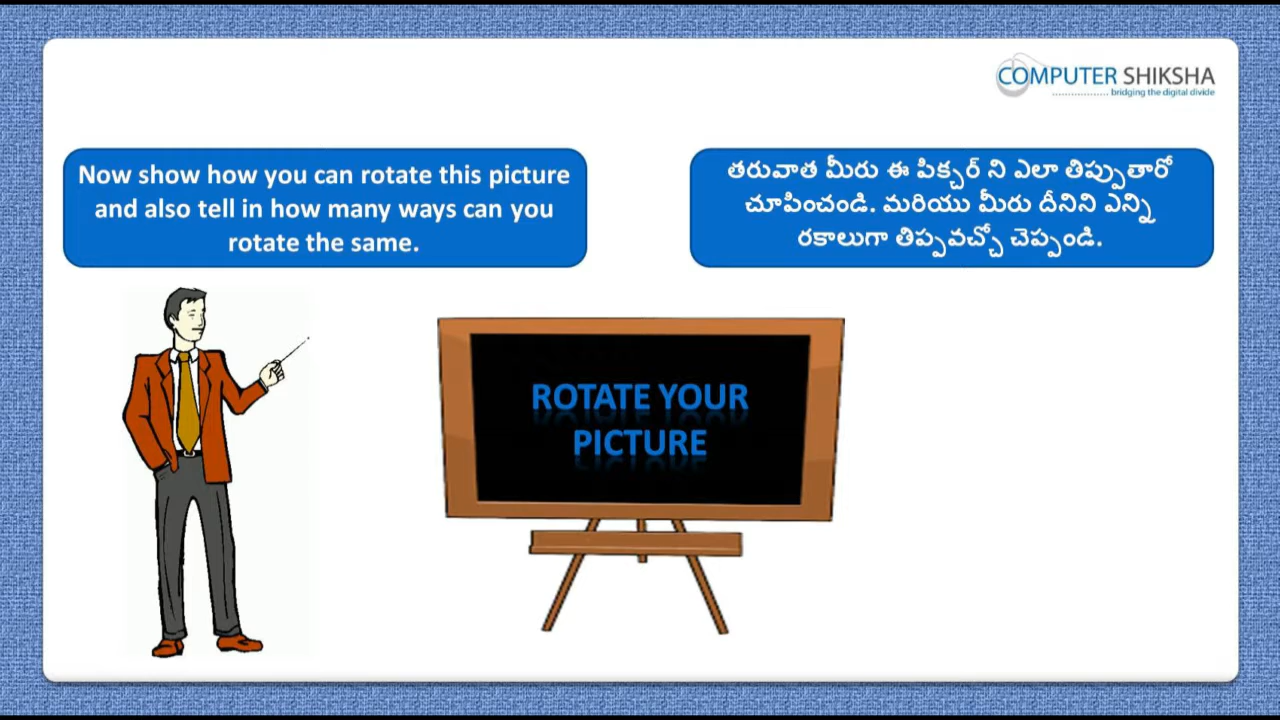 COMPUTER SHIKSHA
bridging the digital divide
Now show how you can rotate this picture
and also tell in how many ways can you
rotate the same.
తరువాత మీరు ఈ పిక్చర్ ని ఎలా తిప్పుతారో
చూపించండి. మరియు మీరు దీనిని ఎన్ని
రకాలుగా తిప్పవచ్చో చెప్పండి.
ROTATE YOUR
PICTURE